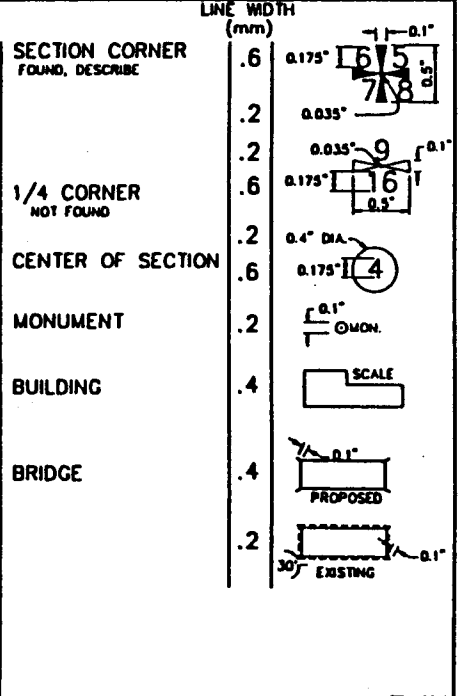 LINE WIDTH
(mm)
SECTION CORNER
FOUND, DESCRIBE
.6
.2
0.1"
0.175"
6 5
7 8
0.5"
0.035"
1/4 CORNER
NOT FOUND
.2
.6
0.035"
9
0.1"
0.175"
16
0.5"
CENTER OF SECTION
.2
.6
0.4" DIA.
0.175"
4
MONUMENT
.2
0.1"
MON.
BUILDING
.4
SCALE
BRIDGE
.4
0.1"
PROPOSED
.2
0.1"
30°
EXISTING